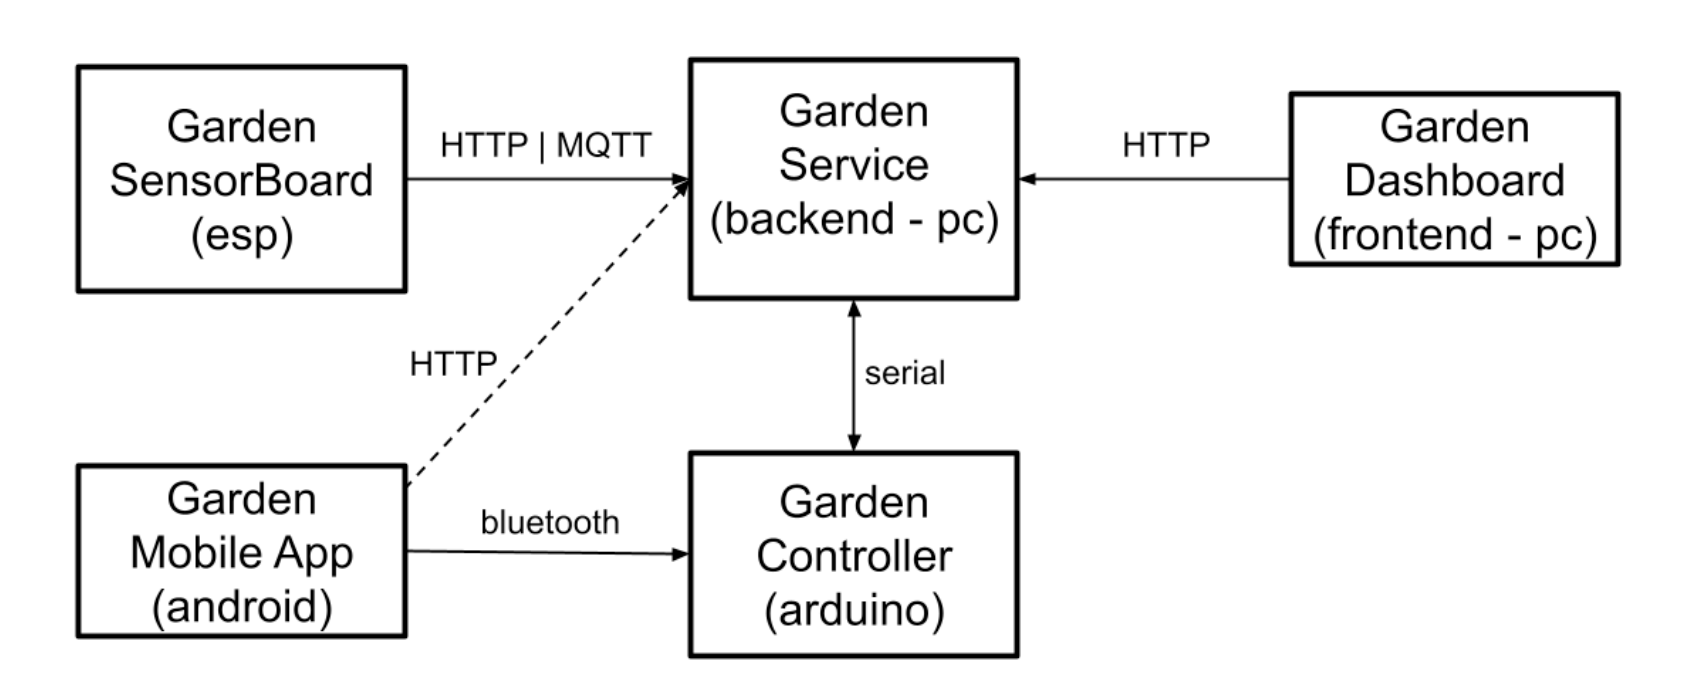 Garden
SensorBoard
(esp)
HTTP | MQTT
Garden
Service
(backend - pc)
HTTP
Garden
Dashboard
(frontend - pc)
HTTP
serial
Garden
Mobile App
(android)
bluetooth
Garden
Controller
(arduino)